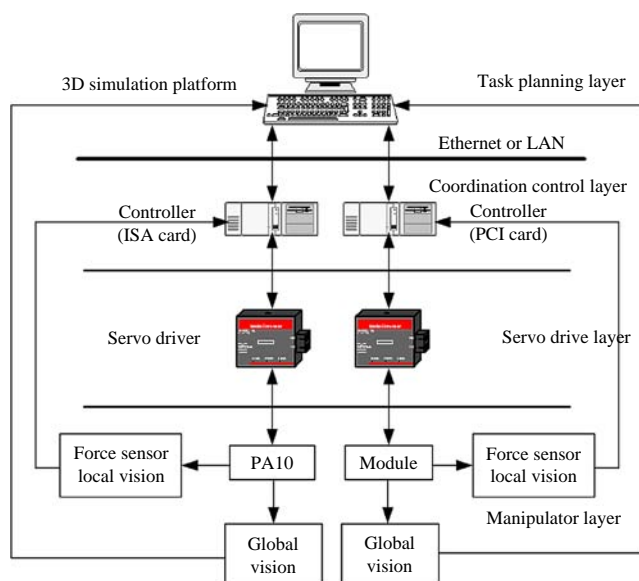 3D simulation platform
Task planning layer
Ethernet or LAN
Coordination control layer
Controller
(ISA card)
Controller
(PCI card)
Servo driver
Servo drive layer
Force sensor
local vision
PA10
Module
Force sensor
local vision
Manipulator layer
Global
vision
Global
vision